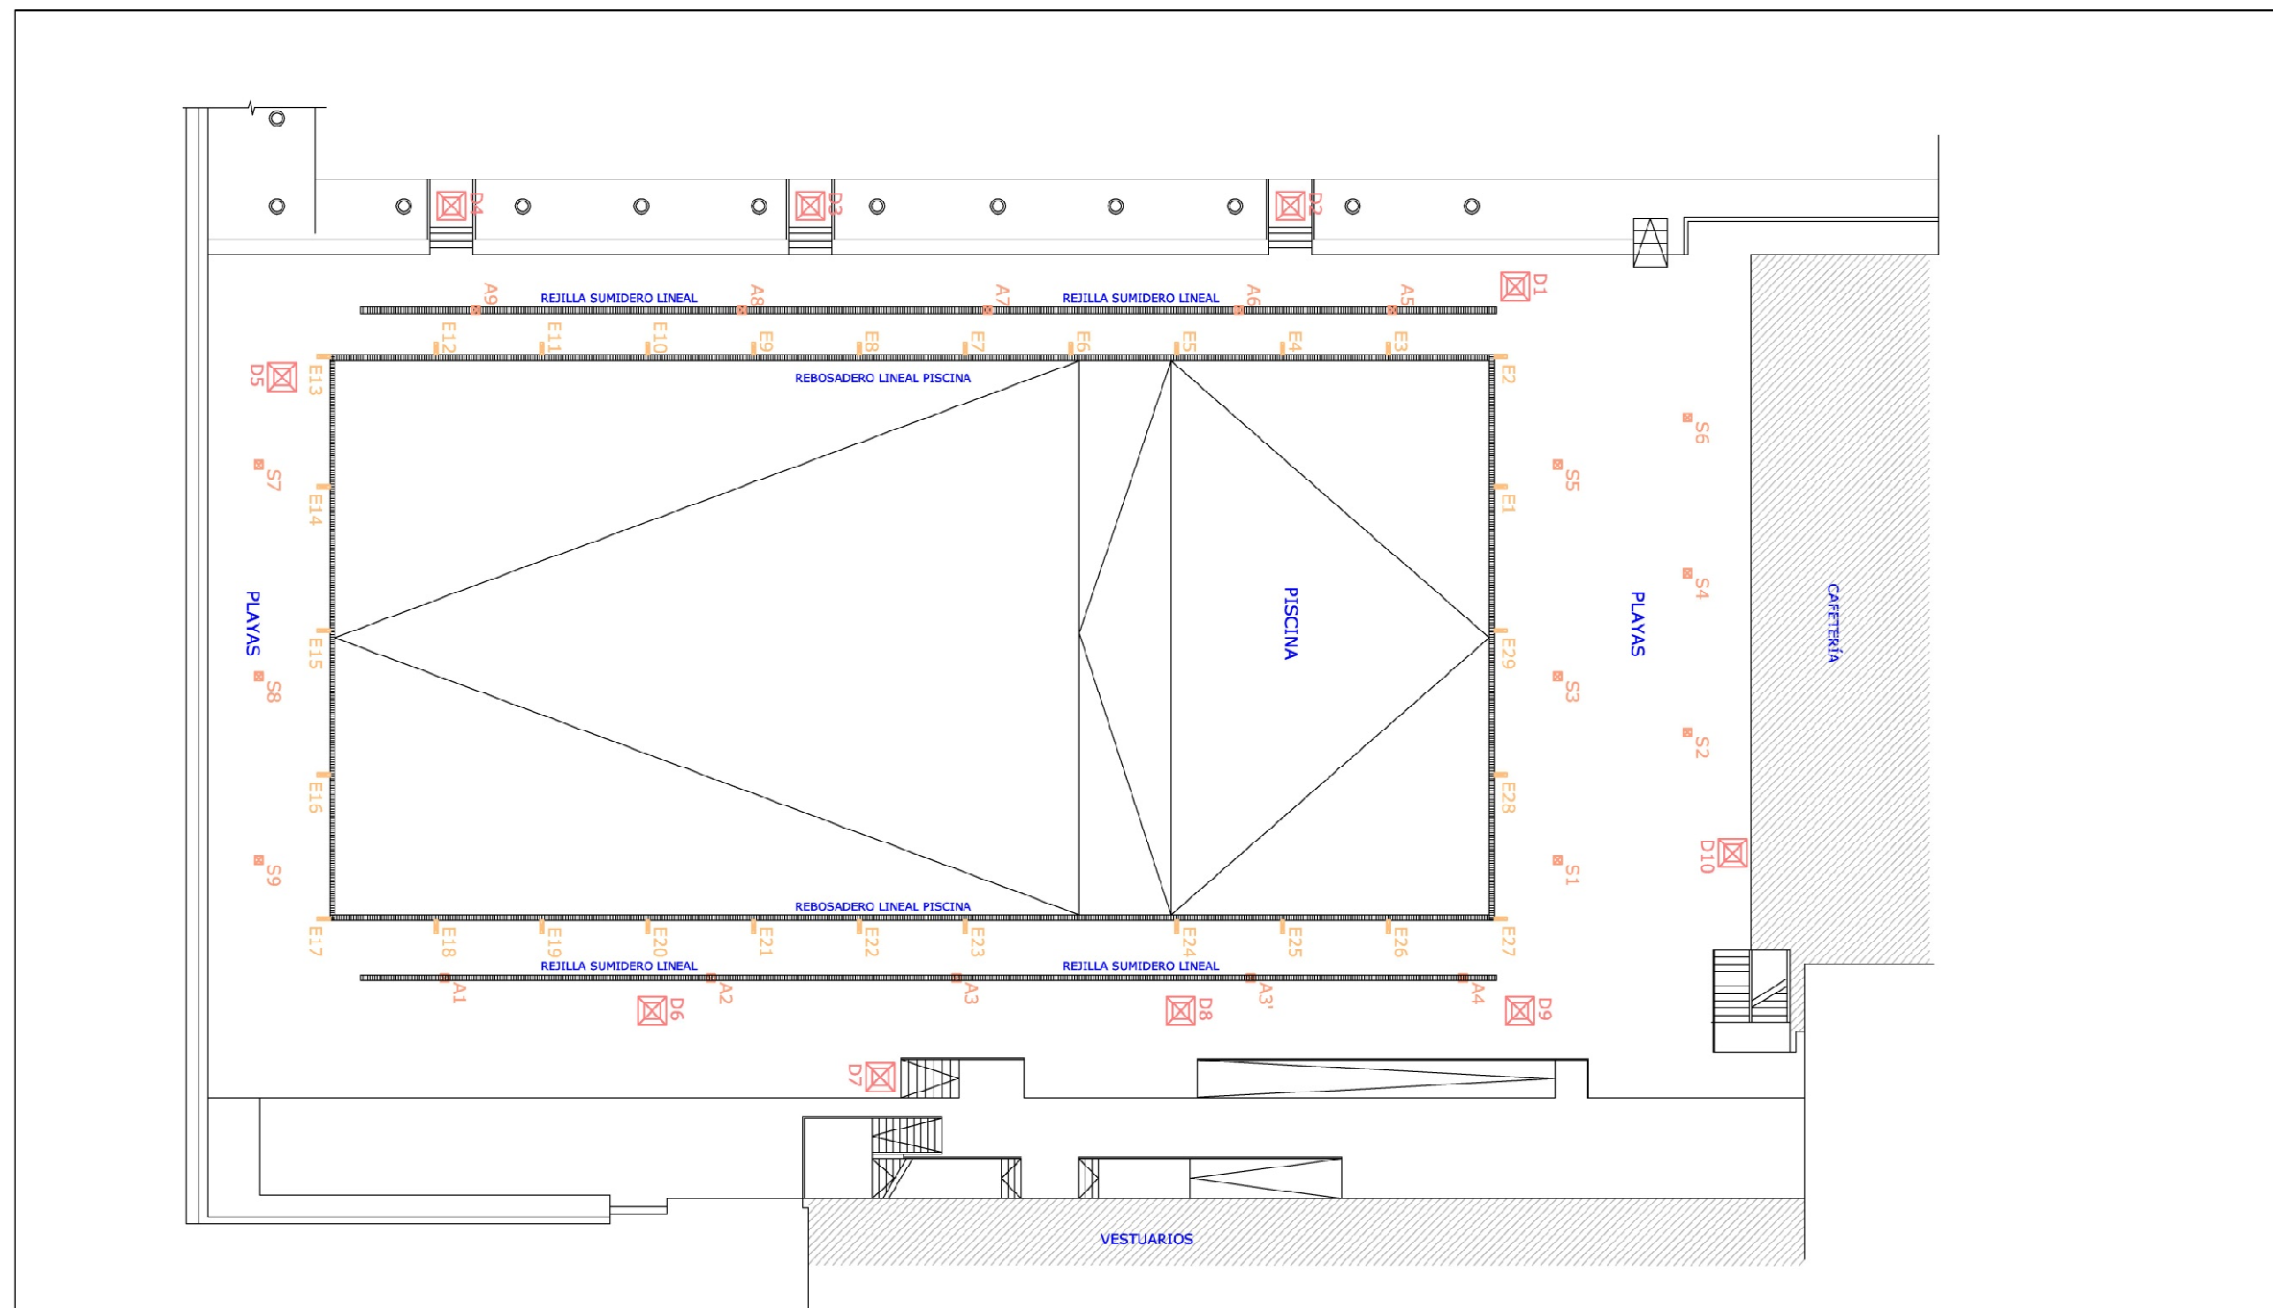 D4
D3
D2
D1
A9
REJILLA SUMIDERO LINEAL
A8
A7
REJILLA SUMIDERO LINEAL
A6
A5
E12
E11
E10
E9
E8
E7
E6
E5
E4
E3
D5
E13
REBOSADERO LINEAL PISCINA
E2
S6
S7
E14
E1
S5
S4
PLAYAS
E15
PISCINA
E29
PLAYAS
CAFETERÍA
S8
S3
S2
E16
E28
D10
S9
S1
REBOSADERO LINEAL PISCINA
E17
E18
E19
E20
E21
E22
E23
E24
E25
E26
E27
REJILLA SUMIDERO LINEAL
REJILLA SUMIDERO LINEAL
A1
A2
A3
A3'
A4
D6
D8
D9
D7
VESTUARIOS